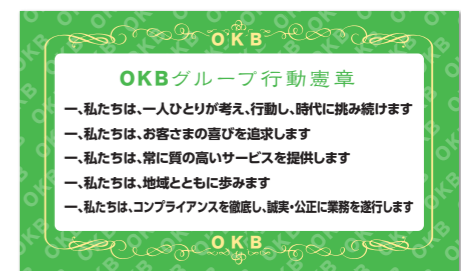 OKB
OKBグループ行動憲章
一、私たちは、一人ひとりが考え、行動し、時代に挑み続けます
一、私たちは、お客さまの喜びを追求します
一、私たちは、常に質の高いサービスを提供します
一、私たちは、地域とともに歩みます
一、私たちは、コンプライアンスを徹底し、誠実・公正に業務を遂行します
OKB